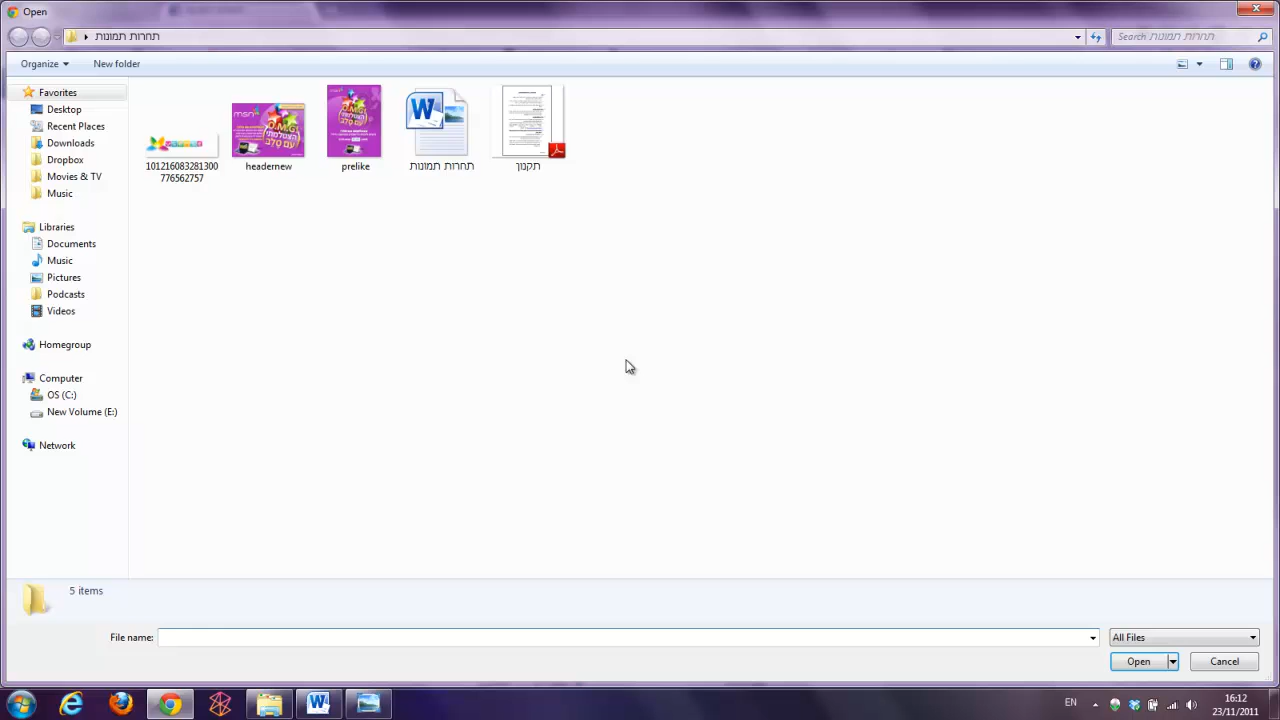 Open
תחרות תמונות
Search תחרות תמונות
Organize
New folder
Favorites
Desktop
Recent Places
Downloads
Dropbox
Movies & TV
Music
Libraries
Documents
Music
Pictures
Podcasts
Videos
Homegroup
Computer
OS (C:)
New Volume (E:)
Network
101216083281300
776562757
msn
headernew
prelike
תחרות תמונות
תקנון
5 items
File name:
All Files
Open
Cancel
EN
16:12
23/11/2011